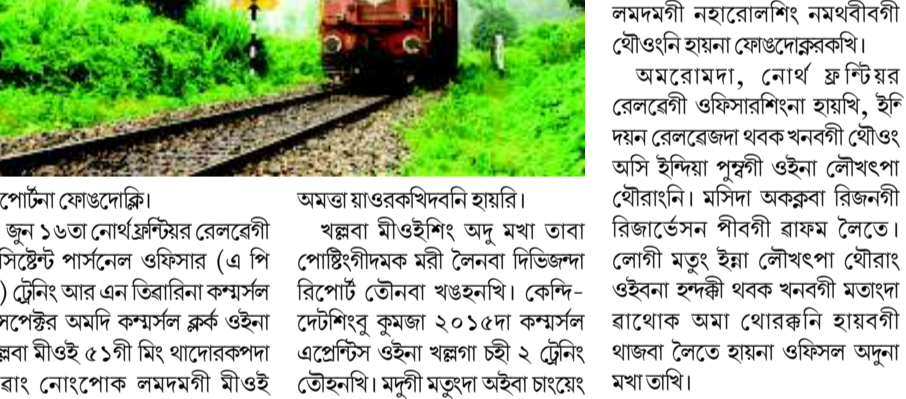 পোর্টনা ফোঙদোক্লি।
জুন ১৬তা নোর্থ ফ্রন্টিয়র রেলৱেগী
সিষ্টেন্ট পার্সনেল ওফিসার (এ পি
) ট্রেনিং আর এন তিৱারিনা কম্মর্সল
সপেক্টর অমদি কম্মর্সল ক্লর্ক ওইনা
ল্লবা মীওই ৫১গী মিং থাদোরকপদা
ৱাং নোংপোক লমদমগী মীওই
অমত্তা য়াওরকখিদবনি হায়রি।
খল্লবা মীওইশিং অদু মখা তাবা
পোষ্টিংগীদমক মরী লৈনবা দিভিজন্দা
রিপোর্ট তৌনবা খঙহনখি। কেন্দি-
দেটশিংবু কুমজা ২০১৫দা কম্মর্সল
এপ্রেন্টিস ওইনা খল্লগা চহী ২ ট্রেনিং
তৌহনখি। মদুগী মতুংদা অইবা চাংয়েং
লমদমগী নহারোলশিং নমথবীবগী
থৌওংনি হায়না ফোঙদোক্লরকখি।
অমরোমদা, নোর্থ ফ্রন্টিয়র
রেলৱেগী ওফিসারশিংনা হায়খি, ইন্
দয়ন রেলৱেজদা থবক খনবগী থৌওং
অসি ইন্দিয়া পুম্বগী ওইনা লৌখৎপা
থৌরাংনি। মসিদা অকক্নবা রিজনগী
রিজার্ভেসন পীবগী ৱাফম লৈতে।
লোগী মতুং ইন্না লৌখৎপা থৌরাং
ওইবনা হন্দক্কী থবক খনবগী মতাংদা
ৱাথোক অমা থোরক্কনি হায়বগী
থাজবা লৈতে হায়না ওফিসল অদুনা
মখা তাখি।